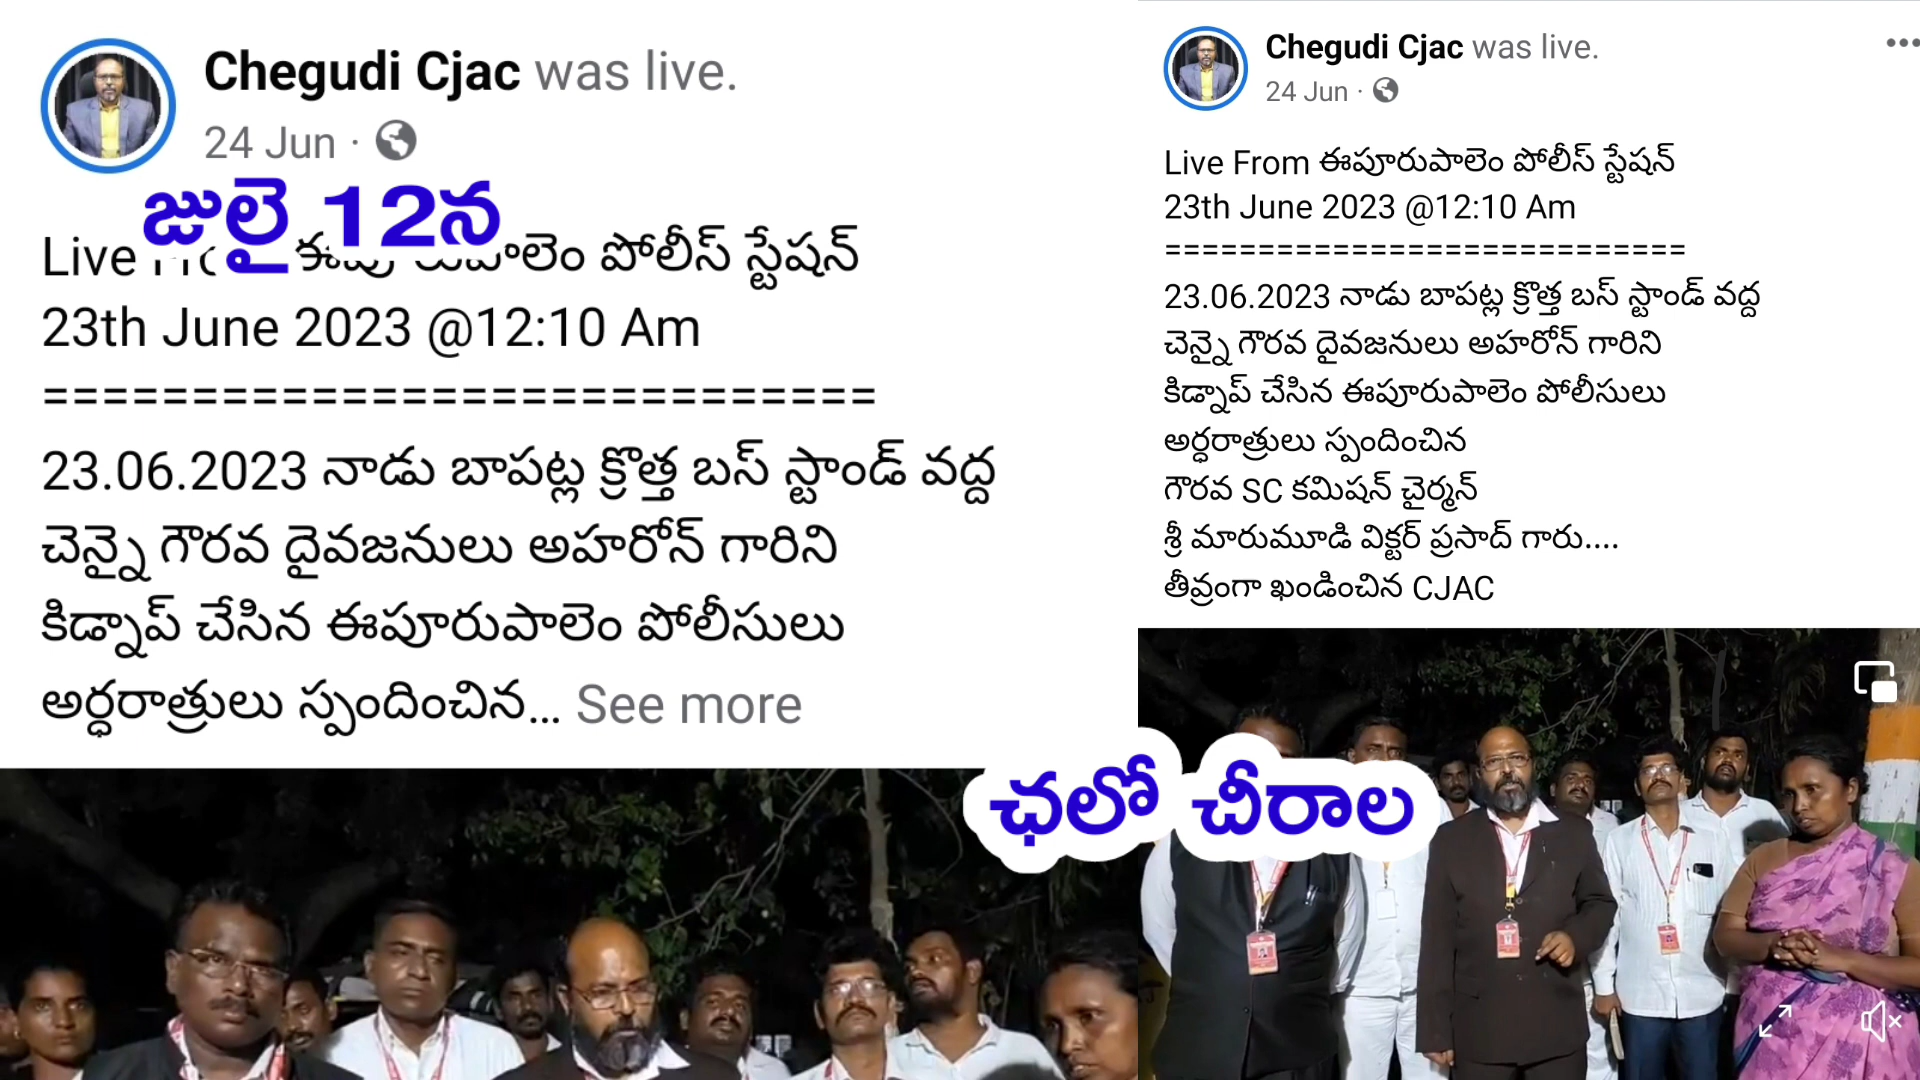 Chegudi Cjac was live.
24 Jun ·
జులై 12న
Live పోలీస్ స్టేషన్
23th June 2023 @12:10 Am
============================
23.06.2023 నాడు బాపట్ల క్రొత్త బస్ స్టాండ్ వద్ద
చెన్నై గౌరవ దైవజనులు అహరోన్ గారిని
కిడ్నాప్ చేసిన ఈపూరుపాలెం పోలీసులు
అర్ధరాత్రులు స్పందించిన... See more
Chegudi Cjac was live.
24 Jun ·
Live From ఈపూరుపాలెం పోలీస్ స్టేషన్
23th June 2023 @12:10 Am
============================
23.06.2023 నాడు బాపట్ల క్రొత్త బస్ స్టాండ్ వద్ద
చెన్నై గౌరవ దైవజనులు అహరోన్ గారిని
కిడ్నాప్ చేసిన ఈపూరుపాలెం పోలీసులు
అర్ధరాత్రులు స్పందించిన
గౌరవ SC కమిషన్ చైర్మన్
శ్రీ మారుమూడి విక్టర్ ప్రసాద్ గారు....
తీవ్రంగా ఖండించిన CJAC
ఛలో చీరాల